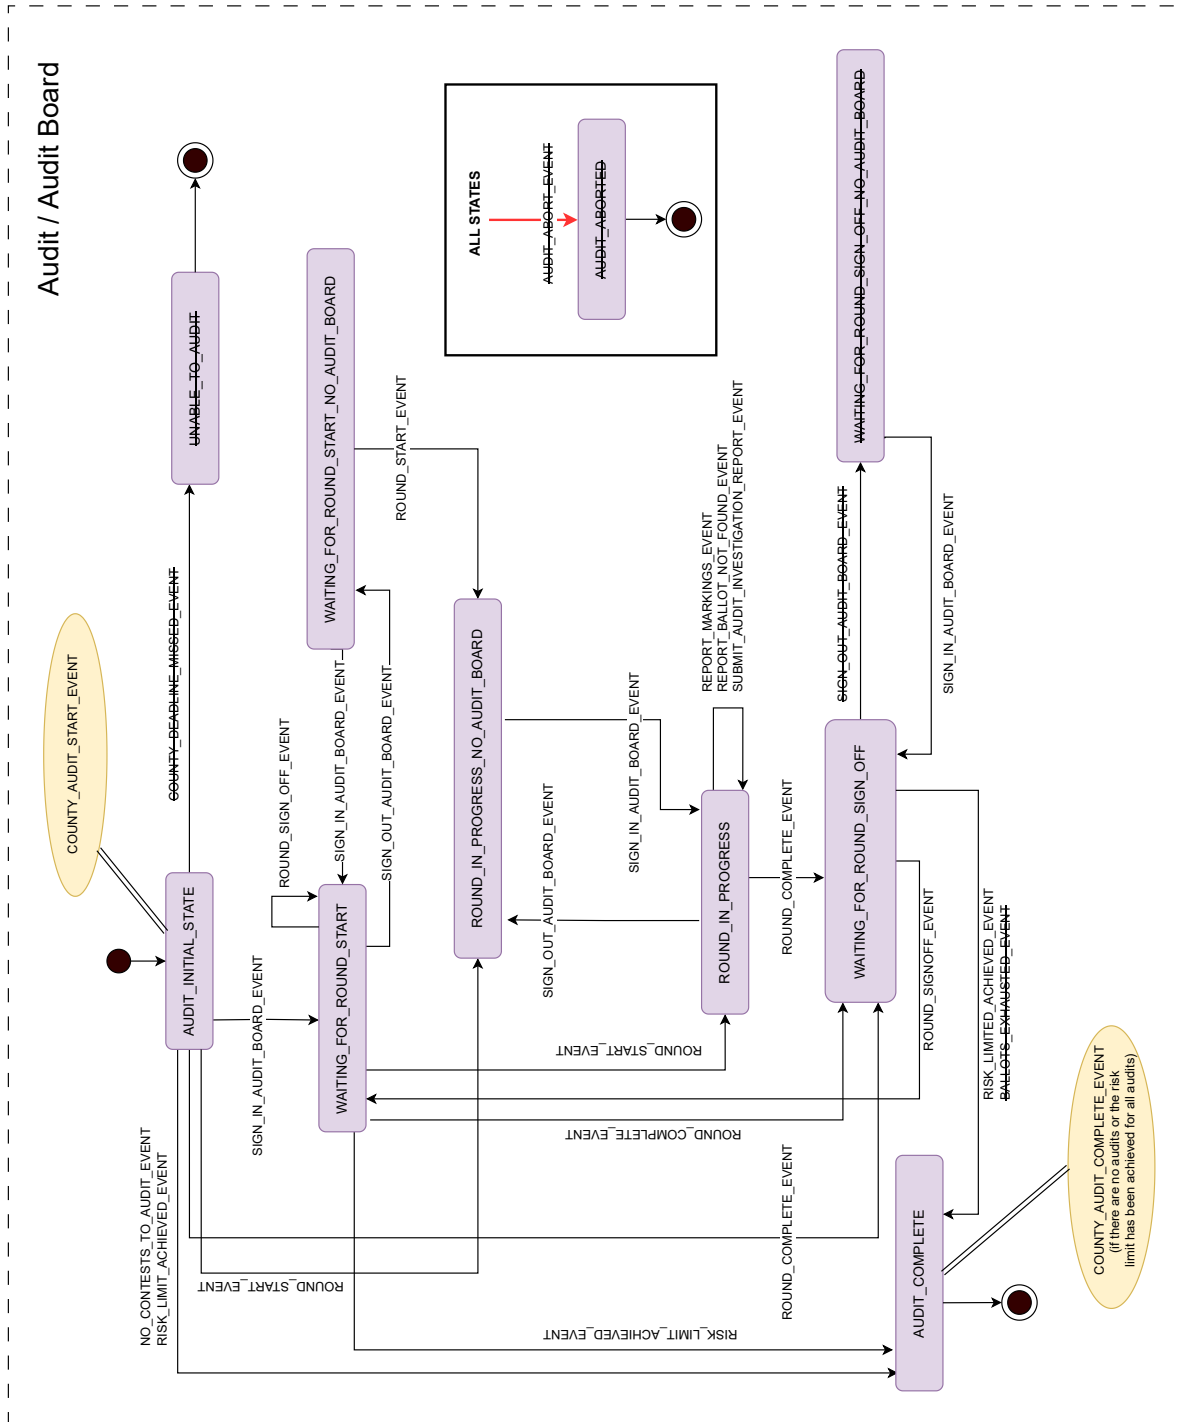 Audit / Audit Board
COUNTY_AUDIT_START_EVENT
AUDIT_INITIAL_STATE
COUNTY_DEADLINE_MISSED_EVENT
UNABLE_TO_AUDIT
NO_CONTESTS_TO_AUDIT_EVENT
RISK_LIMIT_ACHIEVED_EVENT
SIGN_IN_AUDIT_BOARD_EVENT
ROUND_SIGN_OFF_EVENT
WAITING_FOR_ROUND_START
SIGN_IN_AUDIT_BOARD_EVENT
SIGN_OUT_AUDIT_BOARD_EVENT
WAITING_FOR_ROUND_START_NO_AUDIT_BOARD
ROUND_START_EVENT
ROUND_START_EVENT
ROUND_IN_PROGRESS_NO_AUDIT_BOARD
ALL STATES
AUDIT_ABORT_EVENT
AUDIT_ABORTED
SIGN_OUT_AUDIT_BOARD_EVENT
SIGN_IN_AUDIT_BOARD_EVENT
ROUND_START_EVENT
ROUND_IN_PROGRESS
REPORT_MARKINGS_EVENT
REPORT_BALLOT_NOT_FOUND_EVENT
SUBMIT_AUDIT_INVESTIGATION_REPORT_EVENT
ROUND_COMPLETE_EVENT
ROUND_COMPLETE_EVENT
ROUND_COMPLETE_EVENT
RISK_LIMIT_ACHIEVED_EVENT
WAITING_FOR_ROUND_SIGN_OFF
SIGN_OUT_AUDIT_BOARD_EVENT
WAITING_FOR_ROUND_SIGN_OFF_NO_AUDIT_BOARD
SIGN_IN_AUDIT_BOARD_EVENT
ROUND_SIGNOFF_EVENT
RISK_LIMITED_ACHIEVED_EVENT
BALLOTS_EXHAUSTED_EVENT
AUDIT_COMPLETE
COUNTY_AUDIT_COMPLETE_EVENT
(if there are no audits or the risk
limit has been achieved for all audits)